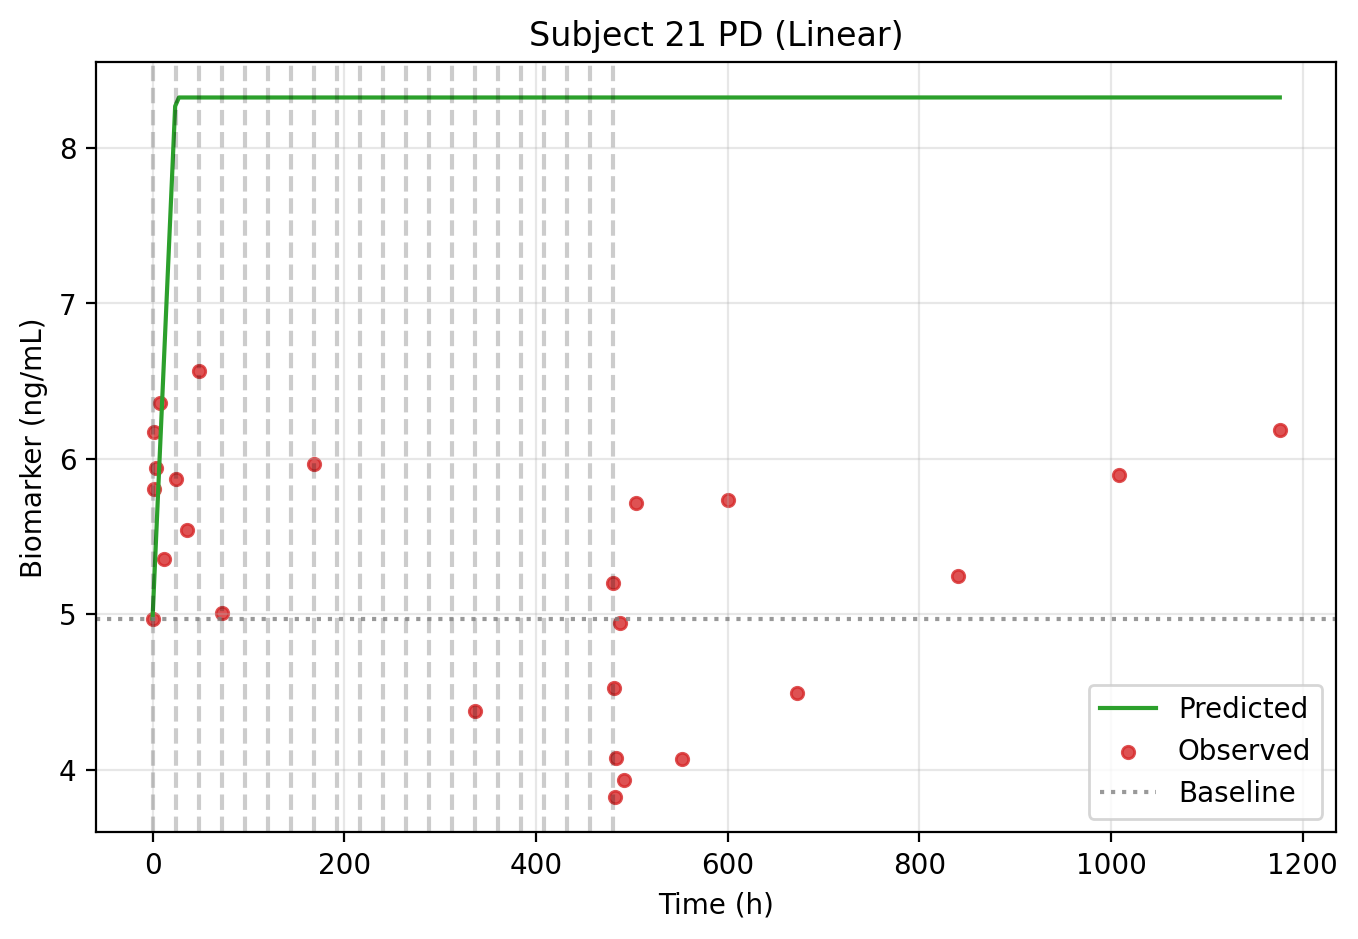 Subject 21 PD (Linear)
Biomarker (ng/mL)
8
7
6
5
4
0 200 400 600 800 1000 1200
Time (h)
Predicted
Observed
Baseline